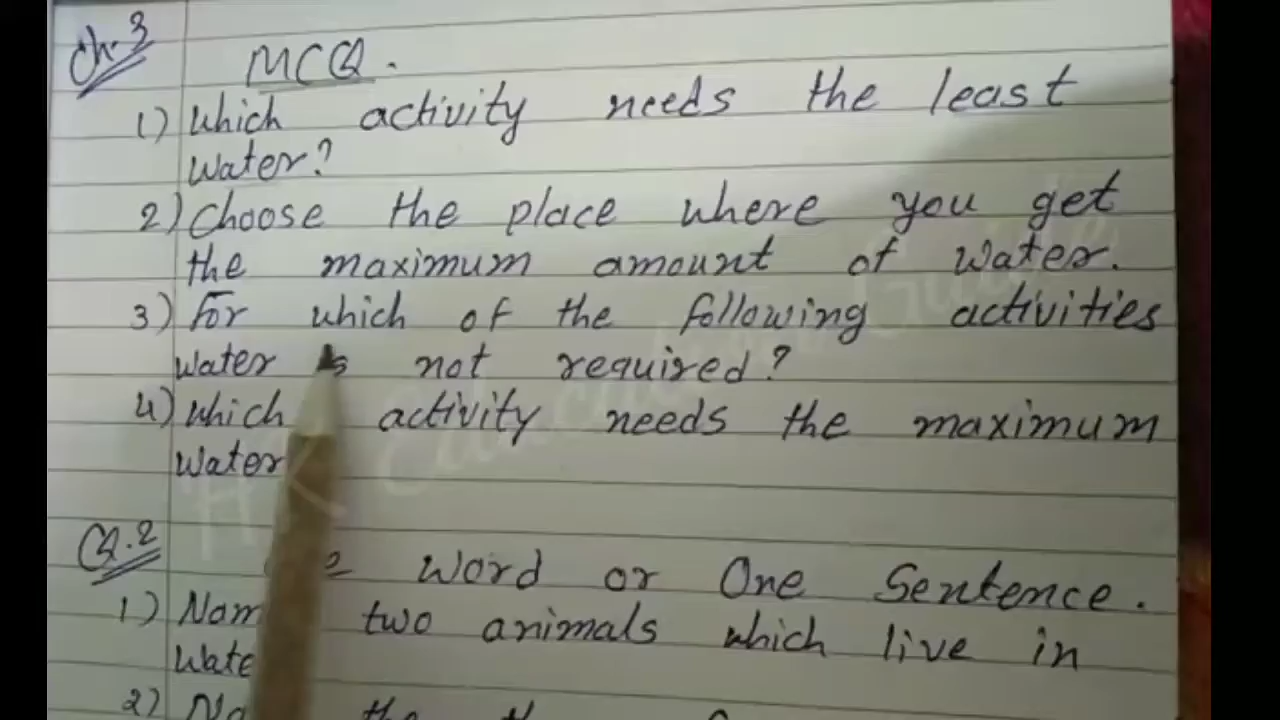 Ch.3
MCQ.
1) Which activity needs the least
Water?
2) Choose the place where you get
the maximum amount of water.
3) For which of the following activities
Water is not required?
4) Which activity needs the maximum
Water
Q.2
Word or One Sentence.
1) two animals which live in
2) the